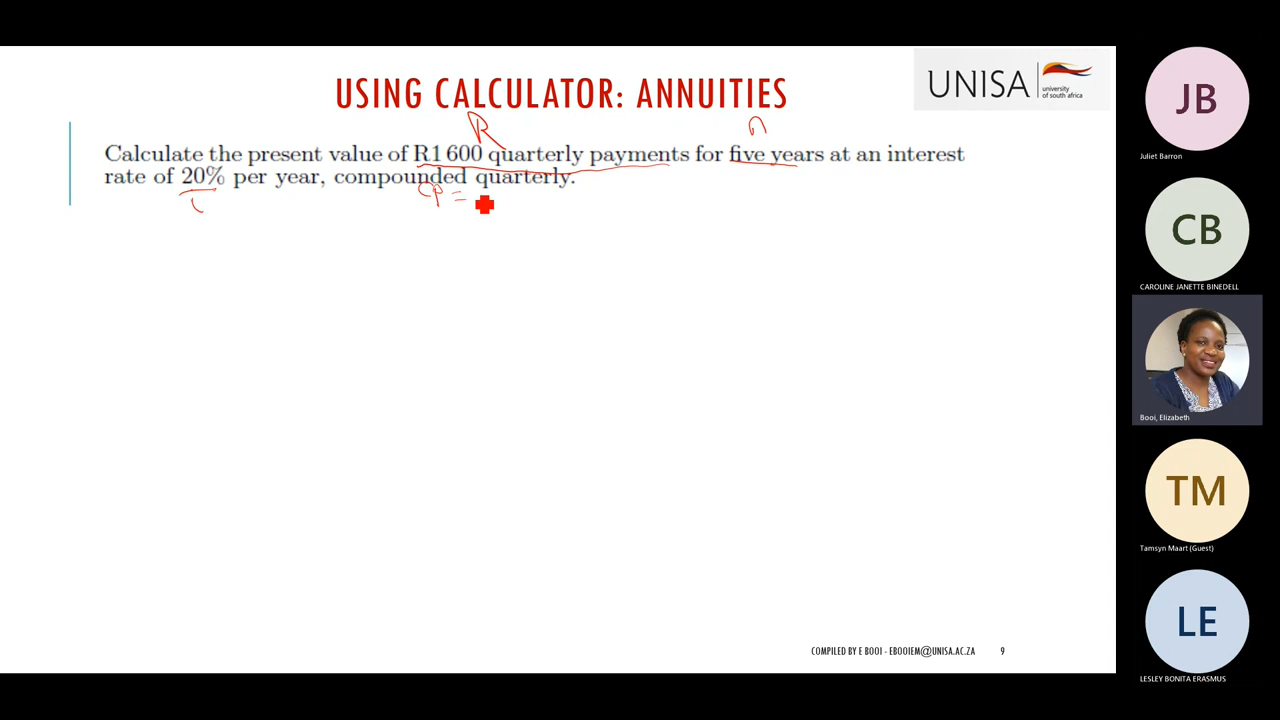 USING CALCULATOR: ANNUITIES
UNISA
university
of south africa
R
n
Calculate the present value of R1 600 quarterly payments for five years at an interest
rate of 20% per year, compounded quarterly.
CP =
i
COMPILED BY E BOOI - EBOOIEM@UNISA.AC.ZA
9
JB
Juliet Barron
CB
CAROLINE JANETTE BINEDELL
Booi, Elizabeth
TM
Tamsyn Maart (Guest)
LE
LESLEY BONITA ERASMUS